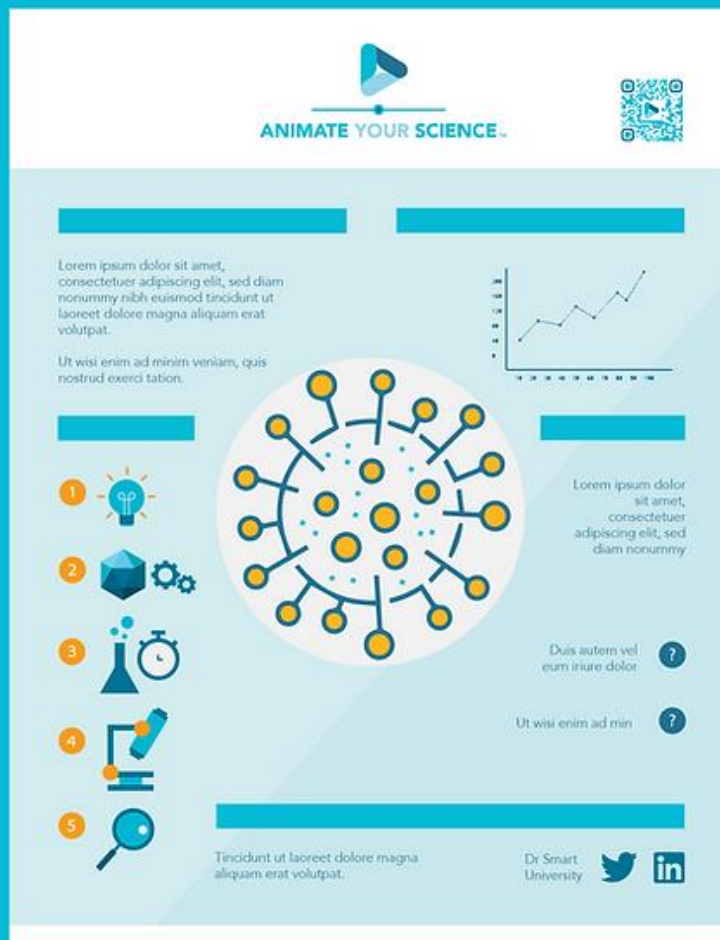 ANIMATE YOUR SCIENCE
Lorem ipsum dolor sit amet,
consectetuer adipiscing elit, sed diam
nonummy nibh euismod tincidunt ut
laoreet dolore magna aliquam erat
volutpat.
Ut wisi enim ad minim veniam, quis
nostrud exerci tation.
1
2
3
4
5
Lorem ipsum dolor
sit amet,
consectetuer
adipiscing elit, sed
diam nonummy
Duis autem vel
eum iriure dolor
?
Ut wisi enim ad min
?
Tincidunt ut laoreet dolore magna
aliquam erat volutpat.
Dr Smart
University
in